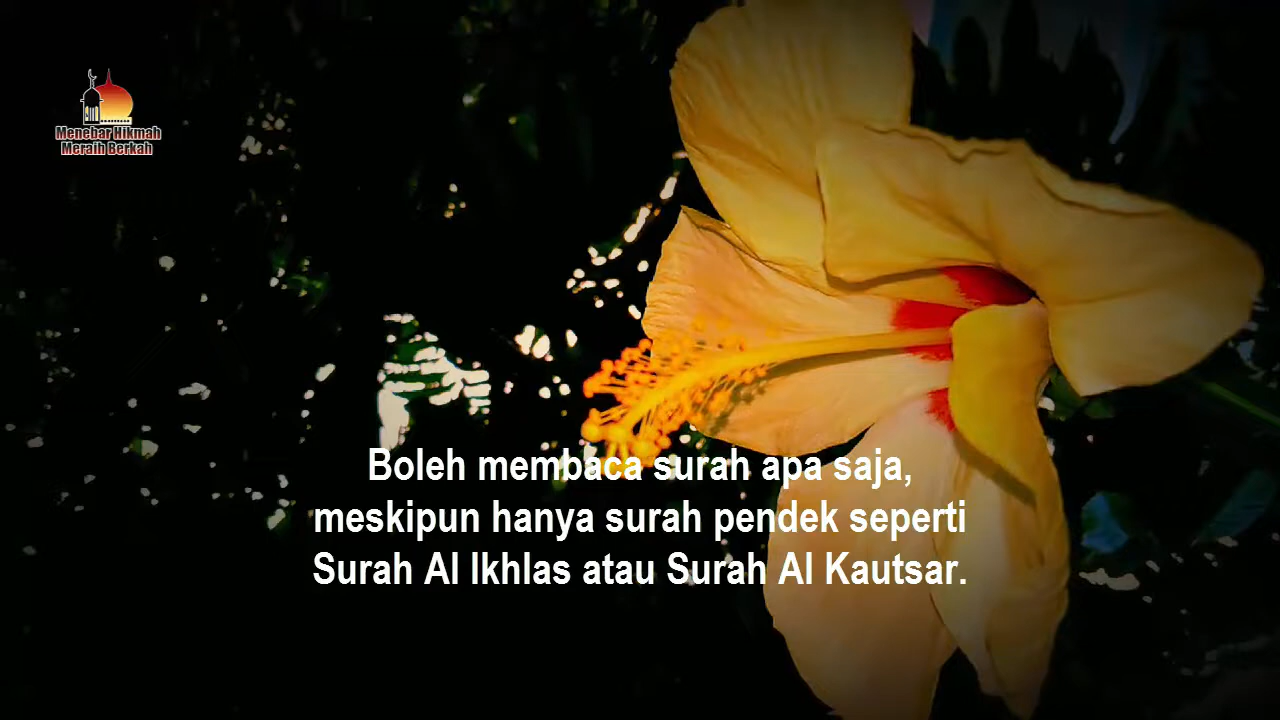 Menebar Hikmah
Meraih Berkah
Boleh membaca surah apa saja,
meskipun hanya surah pendek seperti
Surah Al Ikhlas atau Surah Al Kautsar.